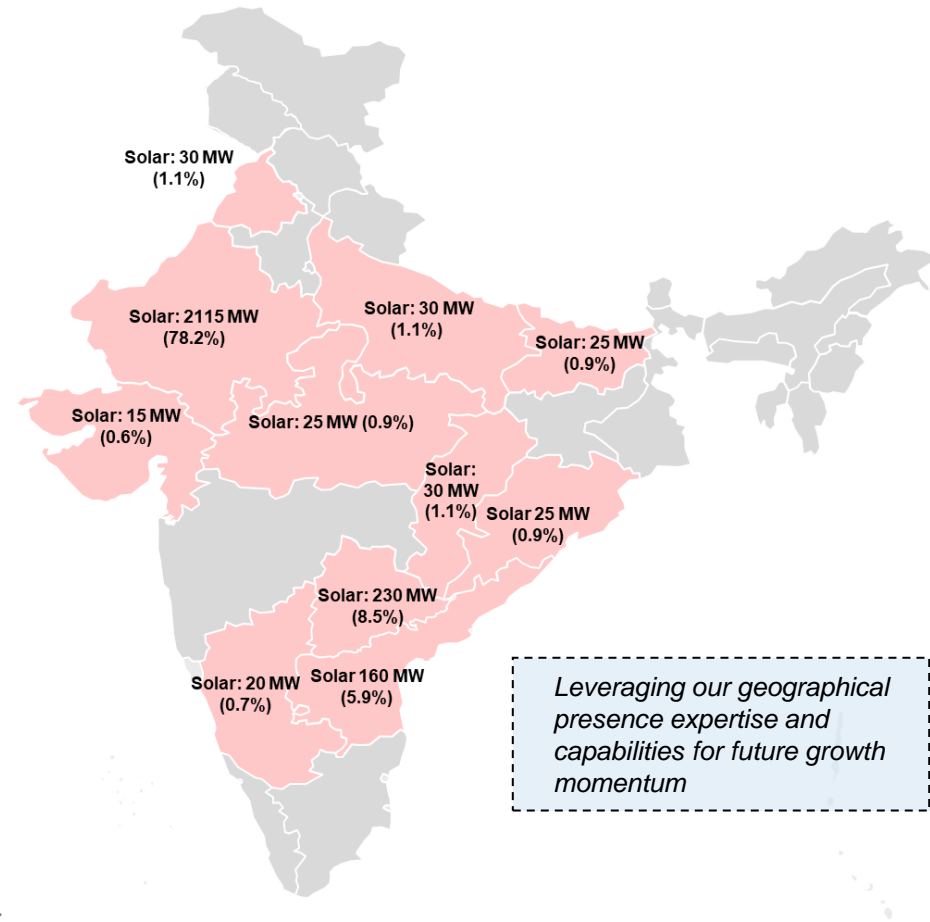 Solar: 30 MW
(1.1%)
Solar: 2115 MW
(78.2%)
Solar: 30 MW
(1.1%)
Solar: 25 MW
(0.9%)
Solar: 15 MW
(0.6%)
Solar: 25 MW (0.9%)
Solar:
30 MW
(1.1%)
Solar 25 MW
(0.9%)
Solar: 230 MW
(8.5%)
Solar: 20 MW
(0.7%)
Solar 160 MW
(5.9%)
Leveraging our geographical
presence expertise and
capabilities for future growth
momentum